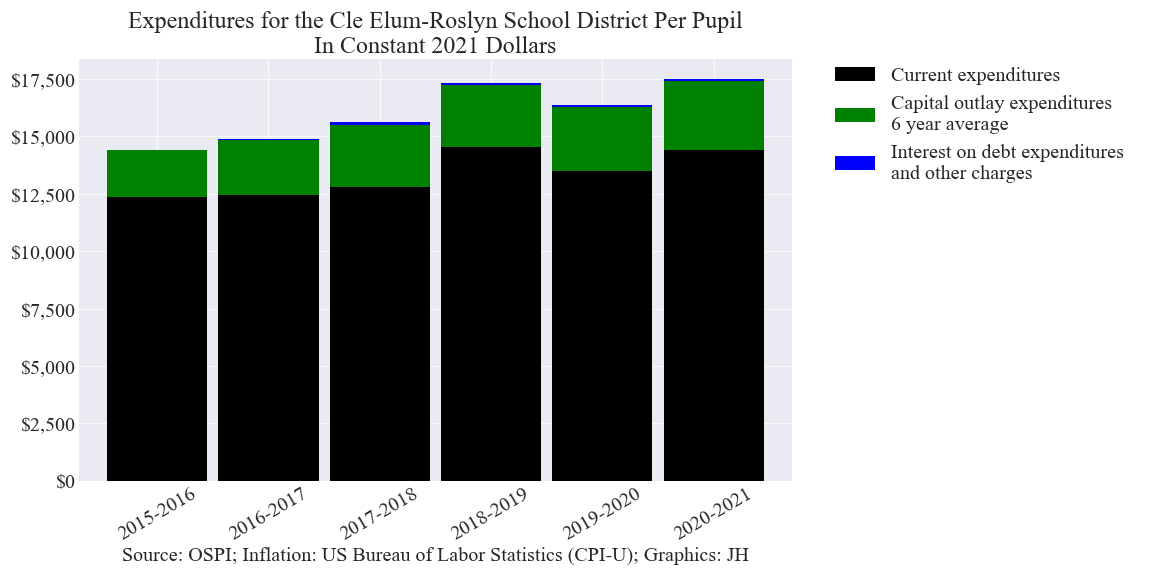 Expenditures for the Cle Elum-Roslyn School District Per Pupil
In Constant 2021 Dollars
$17,500
$15,000
$12,500
$10,000
$7,500
$5,000
$2,500
$0
2015-2016
2016-2017
2017-2018
2018-2019
2019-2020
2020-2021
Source: OSPI; Inflation: US Bureau of Labor Statistics (CPI-U); Graphics: JH
Current expenditures
Capital outlay expenditures
6 year average
Interest on debt expenditures
and other charges